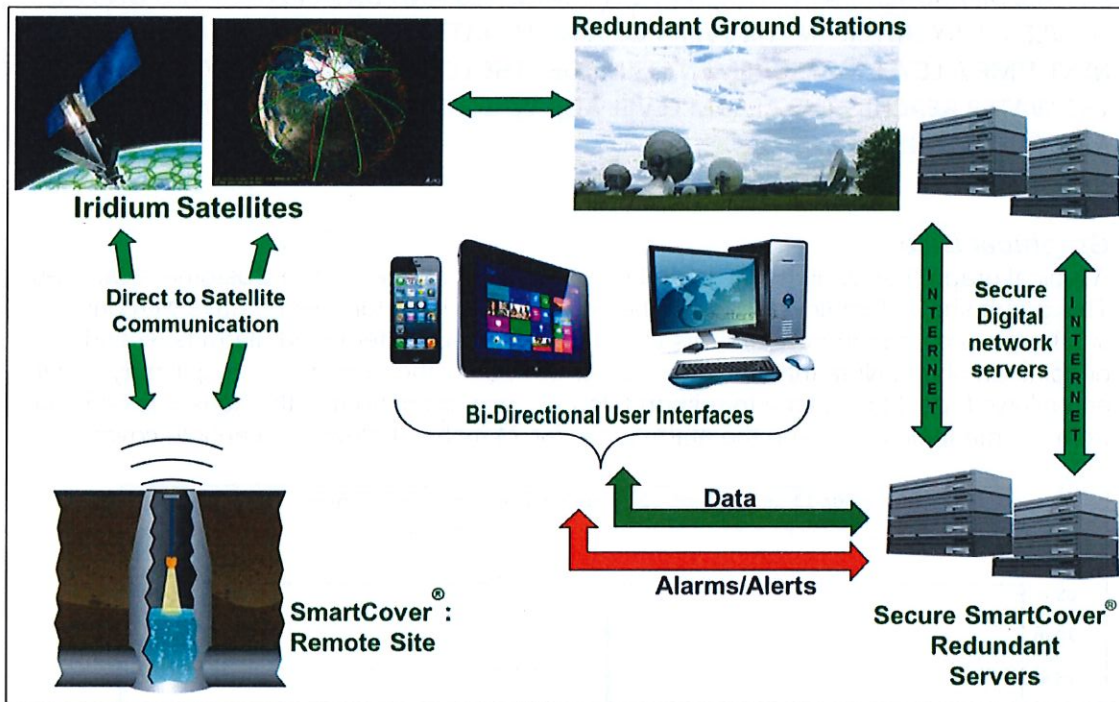 Redundant Ground Stations
Iridium Satellites
Direct to Satellite
Communication
Bi-Directional User Interfaces
INTERNET
Secure
Digital
network
servers
INTERNET
Data
Alarms/Alerts
SmartCover® :
Remote Site
Secure SmartCover®
Redundant
Servers